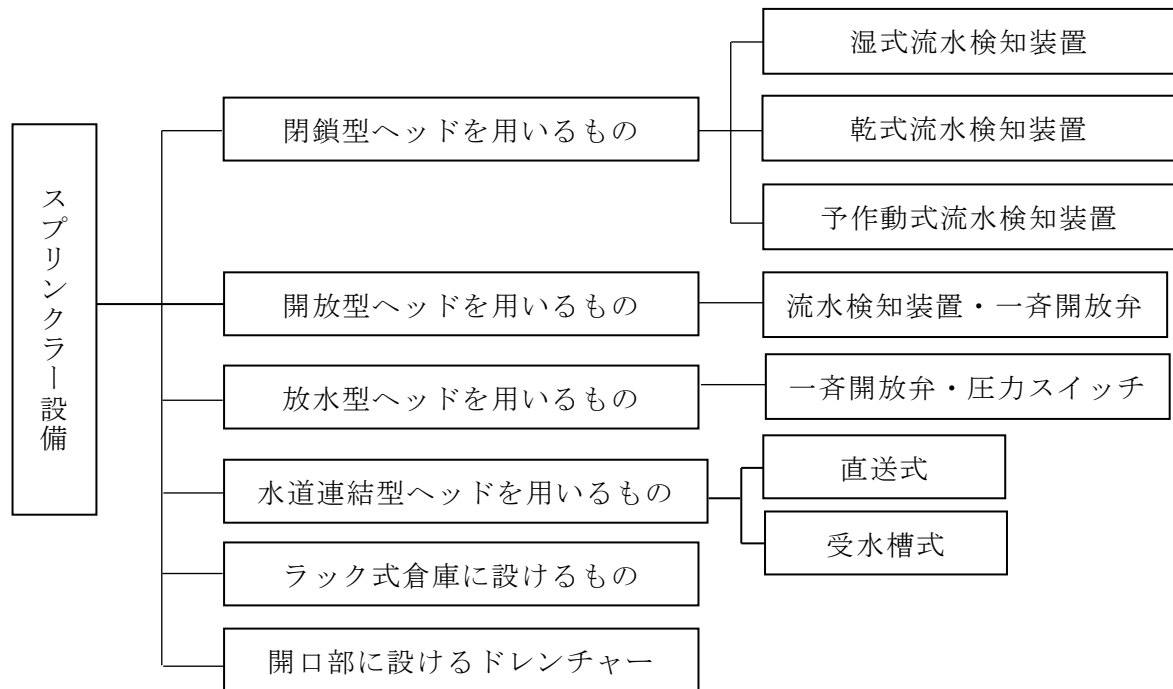 スプリンクラー設備
閉鎖型ヘッドを用いるもの
湿式流水検知装置
乾式流水検知装置
予作動式流水検知装置
開放型ヘッドを用いるもの
流水検知装置・一斉開放弁
放水型ヘッドを用いるもの
一斉開放弁・圧力スイッチ
水道連結型ヘッドを用いるもの
直送式
受水槽式
ラック式倉庫に設けるもの
開口部に設けるドレンチャー